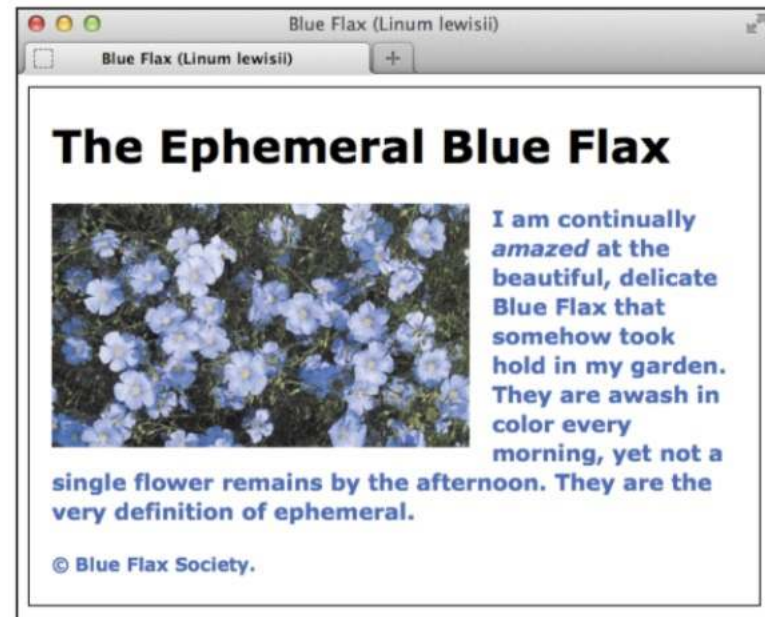 Blue Flax (Linum lewisii)
Blue Flax (Linum lewisii)
The Ephemeral Blue Flax
I am continually
amazed at the
beautiful, delicate
Blue Flax that
somehow took
hold in my garden.
They are awash in
color every
morning, yet not a
single flower remains by the afternoon. They are the
very definition of ephemeral.
© Blue Flax Society.